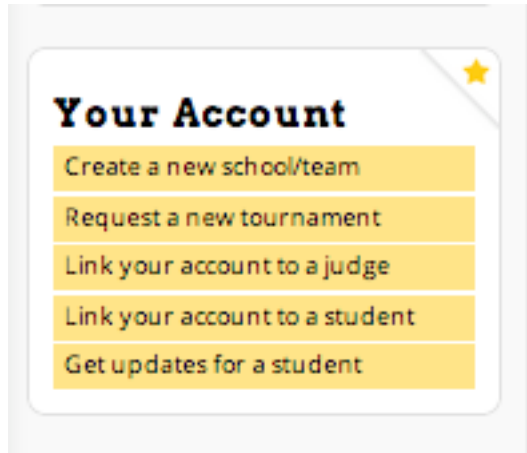 Your Account
Create a new school/team
Request a new tournament
Link your account to a judge
Link your account to a student
Get updates for a student